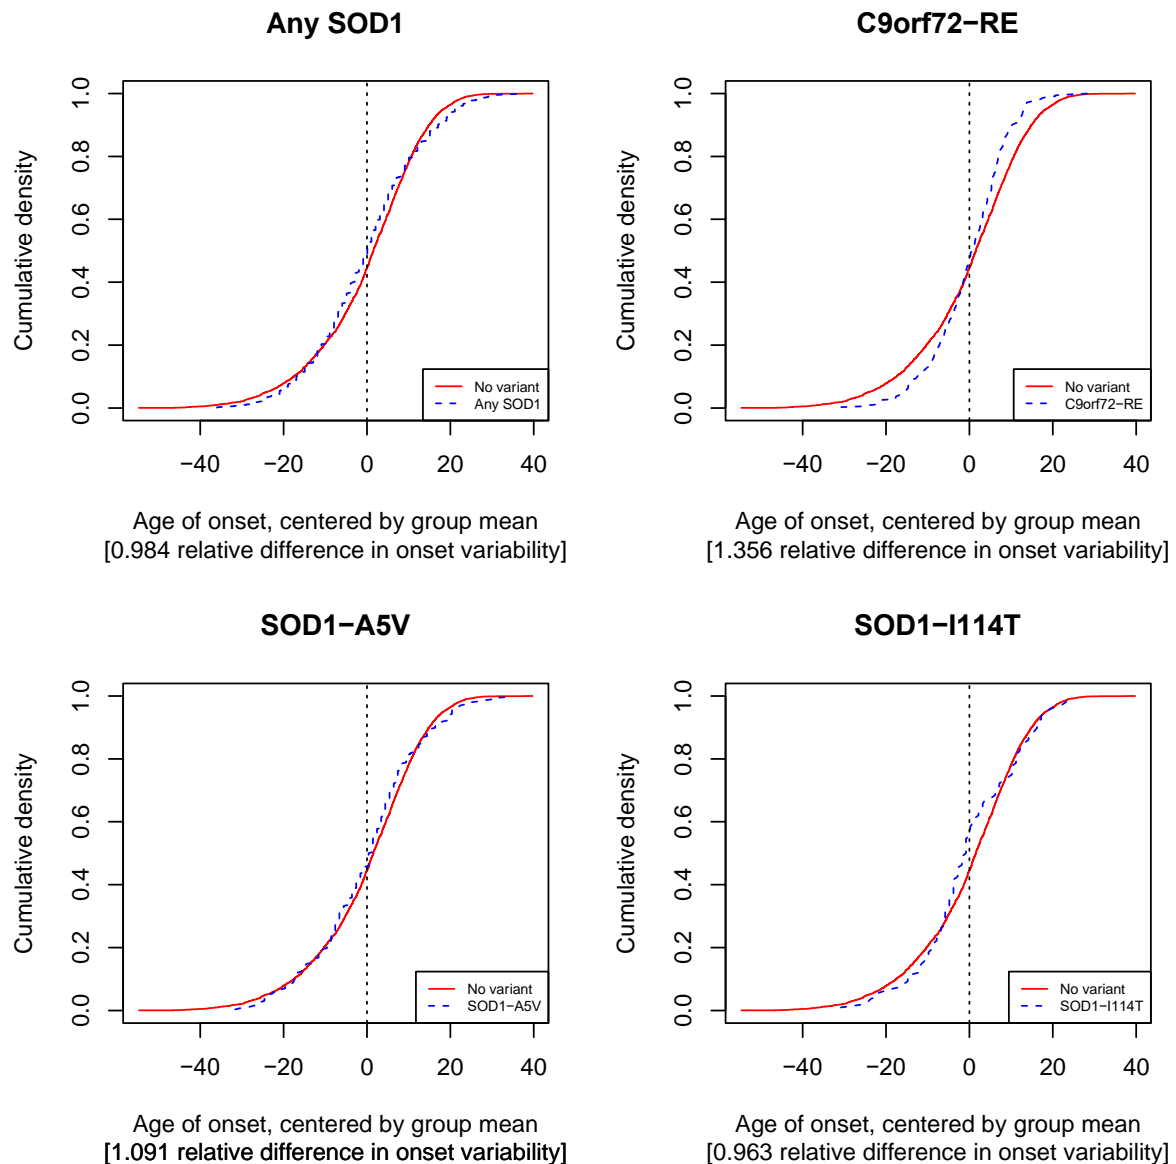 Any SOD1
Cumulative density
0.0 0.2 0.4 0.6 0.8 1.0
No variant
Any SOD1
−40 −20 0 20 40
Age of onset, centered by group mean
[0.984 relative difference in onset variability]
C9orf72−RE
Cumulative density
0.0 0.2 0.4 0.6 0.8 1.0
No variant
C9orf72−RE
−40 −20 0 20 40
Age of onset, centered by group mean
[1.356 relative difference in onset variability]
SOD1−A5V
Cumulative density
0.0 0.2 0.4 0.6 0.8 1.0
No variant
SOD1−A5V
−40 −20 0 20 40
Age of onset, centered by group mean
[1.091 relative difference in onset variability]
SOD1−I114T
Cumulative density
0.0 0.2 0.4 0.6 0.8 1.0
No variant
SOD1−I114T
−40 −20 0 20 40
Age of onset, centered by group mean
[0.963 relative difference in onset variability]